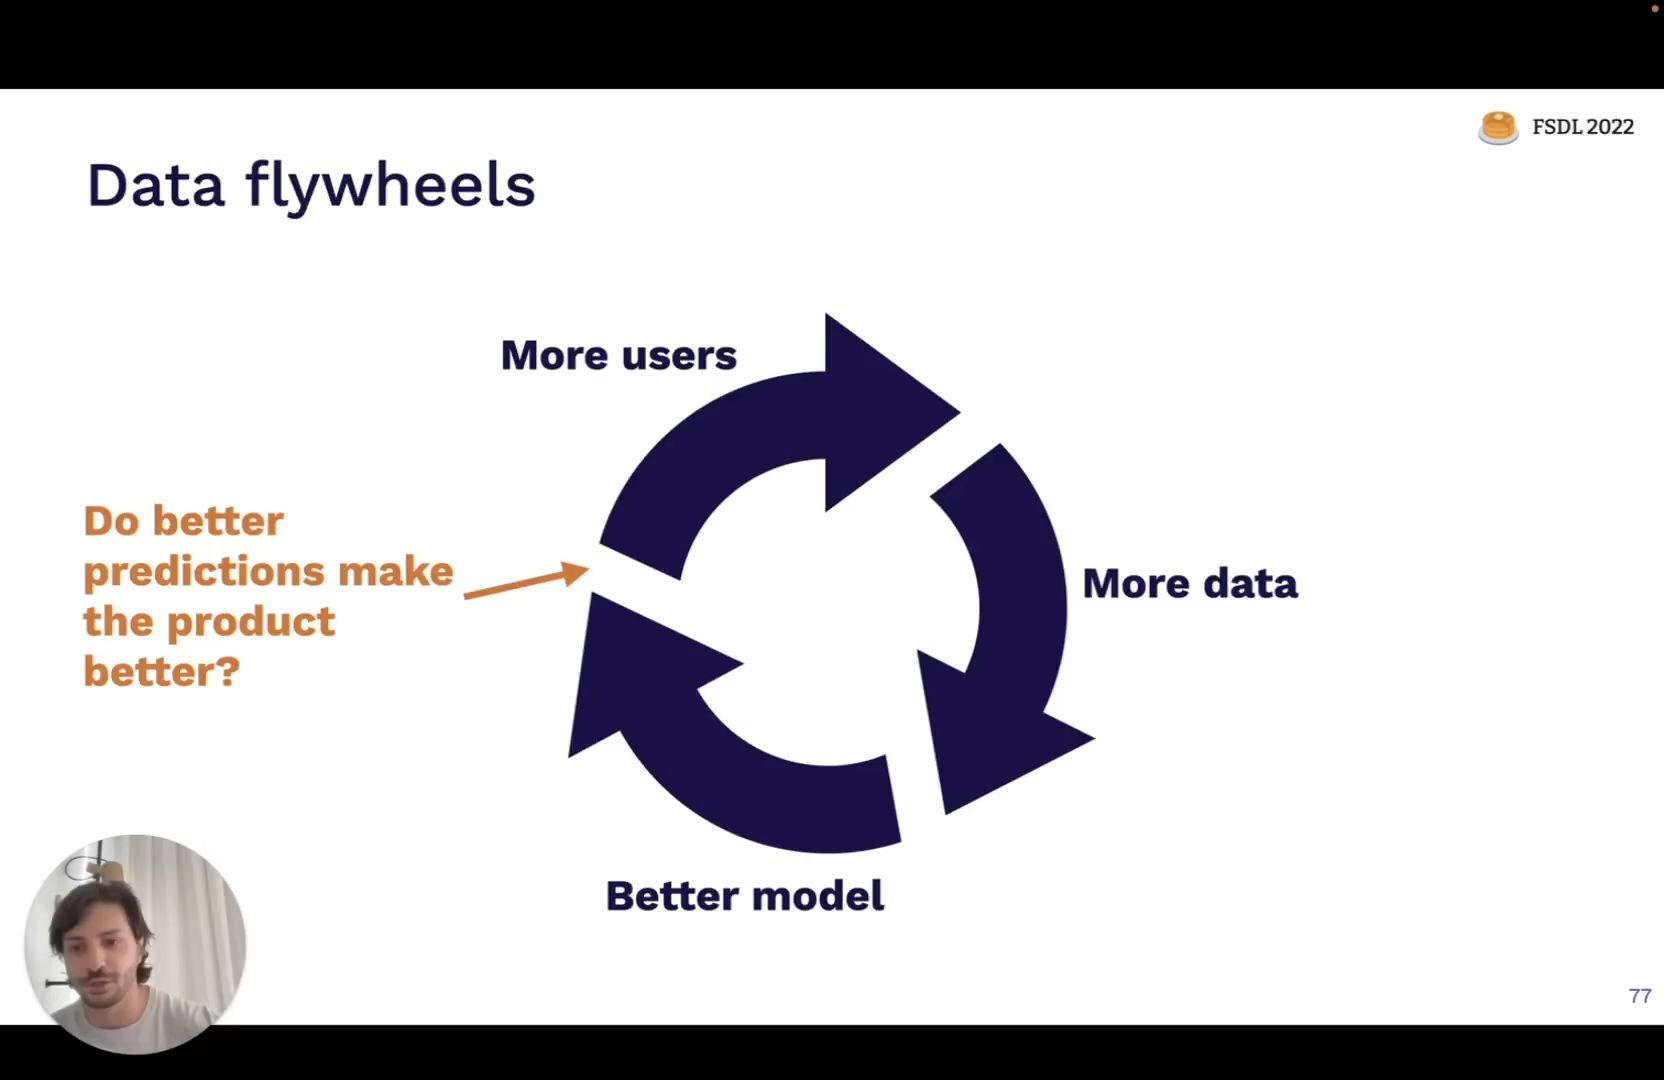 FSDL 2022
Data flywheels
More users
Do better
predictions make
the product
better?
More data
Better model
77